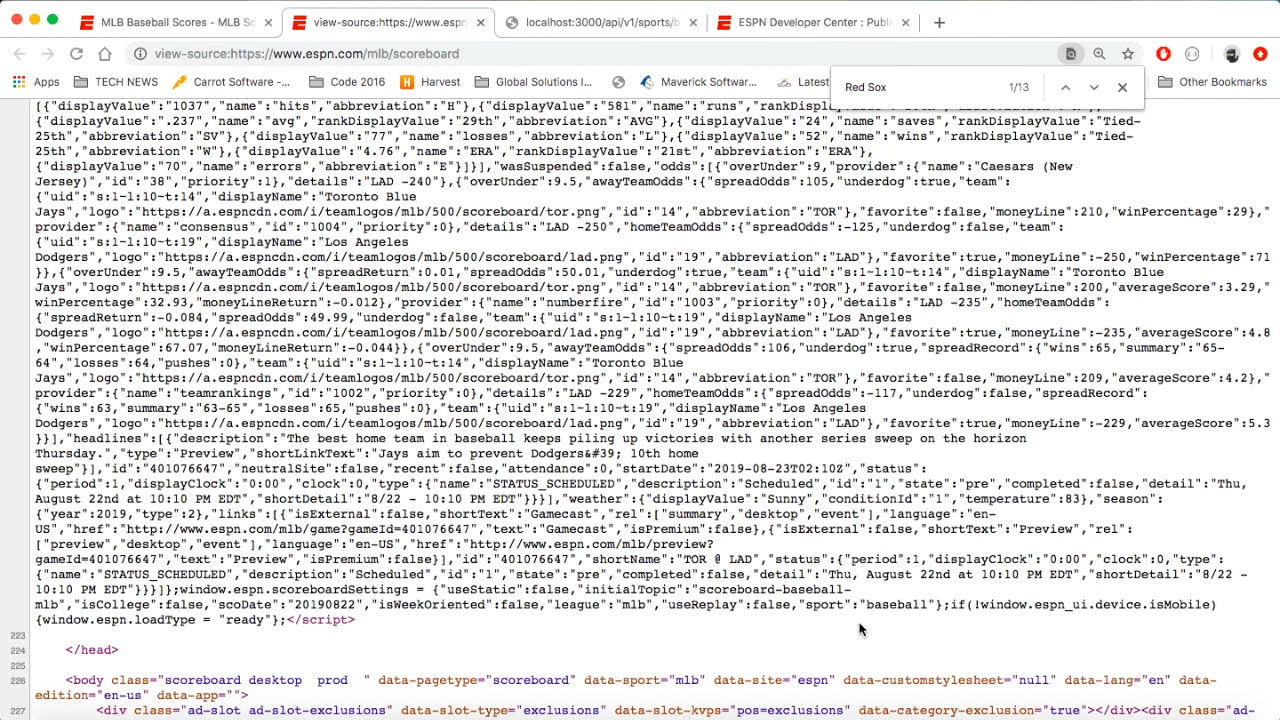 MLB Baseball Scores - MLB Sc
view-source:https://www.espn
localhost:3000/api/v1/sports/b
ESPN Developer Center : Publi
view-source:https://www.espn.com/mlb/scoreboard
Apps
TECH NEWS
Carrot Software -...
Code 2016
Harvest
Global Solutions I...
Maverick Softwar...
Latest
Other Bookmarks
Red Sox
1/13
[{"displayValue":"1037","name":"hits","abbreviation":"H"},{"displayValue":"581","name":"runs","rankDispl
{"displayValue":".237","name":"avg","rankDisplayValue":"29th","abbreviation":"AVG"},{"displayValue":"24","name":"saves","rankDisplayValue":"Tied-
25th","abbreviation":"SV"},{"displayValue":"77","name":"losses","abbreviation":"L"},{"displayValue":"52","name":"wins","rankDisplayValue":"Tied-
25th","abbreviation":"W"},{"displayValue":"4.76","name":"ERA","rankDisplayValue":"21st","abbreviation":"ERA"},
{"displayValue":"70","name":"errors","abbreviation":"E"}]}],"wasSuspended":false,"odds":[{"overUnder":9,"provider":{"name":"Caesars (New
Jersey)","id":"38","priority":1},"details":"LAD -240"},{"overUnder":9.5,"awayTeamOdds":{"spreadOdds":105,"underdog":true,"team":
{"uid":"s:1~l:10~t:14","displayName":"Toronto Blue
Jays","logo":"https://a.espncdn.com/i/teamlogos/mlb/500/scoreboard/tor.png","id":"14","abbreviation":"TOR"},"favorite":false,"moneyLine":210,"winPercentage":29},"
provider":{"name":"consensus","id":"1004","priority":0},"details":"LAD -250","homeTeamOdds":{"spreadOdds":-125,"underdog":false,"team":
{"uid":"s:1~l:10~t:19","displayName":"Los Angeles
Dodgers","logo":"https://a.espncdn.com/i/teamlogos/mlb/500/scoreboard/lad.png","id":"19","abbreviation":"LAD"},"favorite":true,"moneyLine":-250,"winPercentage":71
}},{"overUnder":9.5,"awayTeamOdds":{"spreadReturn":0.01,"spreadOdds":50.01,"underdog":true,"team":{"uid":"s:1~l:10~t:14","displayName":"Toronto Blue
Jays","logo":"https://a.espncdn.com/i/teamlogos/mlb/500/scoreboard/tor.png","id":"14","abbreviation":"TOR"},"favorite":false,"moneyLine":200,"averageScore":3.29,"
winPercentage":32.93,"moneyLineReturn":-0.012},"provider":{"name":"numberfire","id":"1003","priority":0},"details":"LAD -235","homeTeamOdds":
{"spreadReturn":-0.084,"spreadOdds":49.99,"underdog":false,"team":{"uid":"s:1~l:10~t:19","displayName":"Los Angeles
Dodgers","logo":"https://a.espncdn.com/i/teamlogos/mlb/500/scoreboard/lad.png","id":"19","abbreviation":"LAD"},"favorite":true,"moneyLine":-235,"averageScore":4.8
,"winPercentage":67.07,"moneyLineReturn":-0.044}},{"overUnder":9.5,"awayTeamOdds":{"spreadOdds":106,"underdog":true,"spreadRecord":{"wins":65,"summary":"65-
64","losses":64,"pushes":0},"team":{"uid":"s:1~l:10~t:14","displayName":"Toronto Blue
Jays","logo":"https://a.espncdn.com/i/teamlogos/mlb/500/scoreboard/tor.png","id":"14","abbreviation":"TOR"},"favorite":false,"moneyLine":209,"averageScore":4.2},"
provider":{"name":"teamrankings","id":"1002","priority":0},"details":"LAD -229","homeTeamOdds":{"spreadOdds":-117,"underdog":false,"spreadRecord":
{"wins":63,"summary":"63-65","losses":65,"pushes":0},"team":{"uid":"s:1~l:10~t:19","displayName":"Los Angeles
Dodgers","logo":"https://a.espncdn.com/i/teamlogos/mlb/500/scoreboard/lad.png","id":"19","abbreviation":"LAD"},"favorite":true,"moneyLine":-229,"averageScore":5.3
}}],"headlines":[{"description":"The best home team in baseball keeps piling up victories with another series sweep on the horizon
Thursday.","type":"Preview","shortLinkText":"Jays aim to prevent Dodgers&#39; 10th home
sweep"}],"id":"401076647","neutralSite":false,"recent":false,"attendance":0,"startDate":"2019-08-23T02:10Z","status":
{"period":1,"displayClock":"0:00","clock":0,"type":{"name":"STATUS_SCHEDULED","description":"Scheduled","id":"1","state":"pre","completed":false,"detail":"Thu,
August 22nd at 10:10 PM EDT","shortDetail":"8/22 - 10:10 PM EDT"}}}],"weather":{"displayValue":"Sunny","conditionId":"1","temperature":83},"season":
{"year":2019,"type":2},"links":[{"isExternal":false,"shortText":"Gamecast","rel":["summary","desktop","event"],"language":"en-
US","href":"http://www.espn.com/mlb/game?gameId=401076647","text":"Gamecast","isPremium":false},{"isExternal":false,"shortText":"Preview","rel":
["preview","desktop","event"],"language":"en-US","href":"http://www.espn.com/mlb/preview?
gameId=401076647","text":"Preview","isPremium":false}],"id":"401076647","shortName":"TOR @ LAD","status":{"period":1,"displayClock":"0:00","clock":0,"type":
{"name":"STATUS_SCHEDULED","description":"Scheduled","id":"1","state":"pre","completed":false,"detail":"Thu, August 22nd at 10:10 PM EDT","shortDetail":"8/22 -
10:10 PM EDT"}}}]};window.espn.scoreboardSettings = {"useStatic":false,"initialTopic":"scoreboard-baseball-
mlb","isCollege":false,"scoDate":"20190822","isWeekOriented":false,"league":"mlb","useReplay":false,"sport":"baseball"};if(!window.espn_ui.device.isMobile)
{window.espn.loadType = "ready"};</script>
223
224 </head>
225
226 <body class="scoreboard desktop  prod  " data-pagetype="scoreboard" data-sport="mlb" data-site="espn" data-customstylesheet="null" data-lang="en" data-
edition="en-us" data-app="">
227 <div class="ad-slot ad-slot-exclusions" data-slot-type="exclusions" data-slot-kvps="pos=exclusions" data-category-exclusion="true"></div><div class="ad-